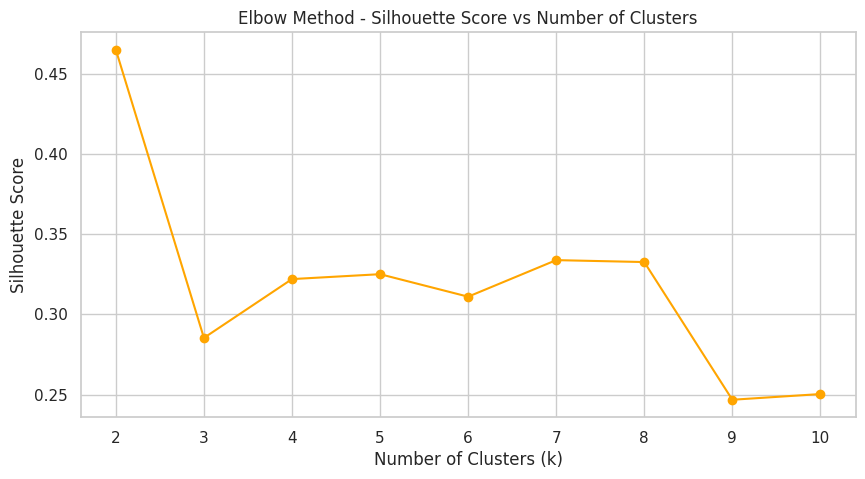 Elbow Method - Silhouette Score vs Number of Clusters
Silhouette Score
0.45
0.40
0.35
0.30
0.25
2 3 4 5 6 7 8 9 10
Number of Clusters (k)